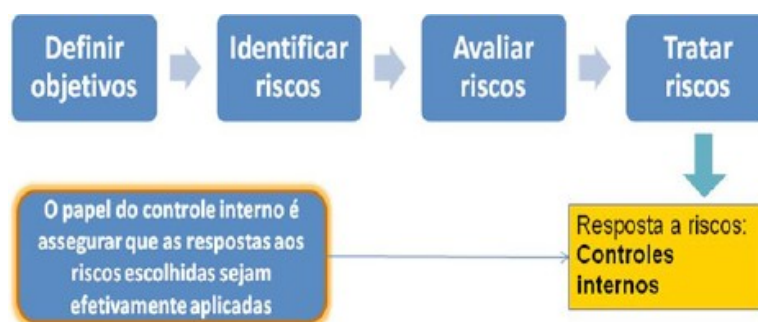 Definir
objetivos
Identificar
riscos
Avaliar
riscos
Tratar
riscos
O papel do controle interno é
assegurar que as respostas aos
riscos escolhidas sejam
efetivamente aplicadas
Resposta a riscos:
Controles
internos